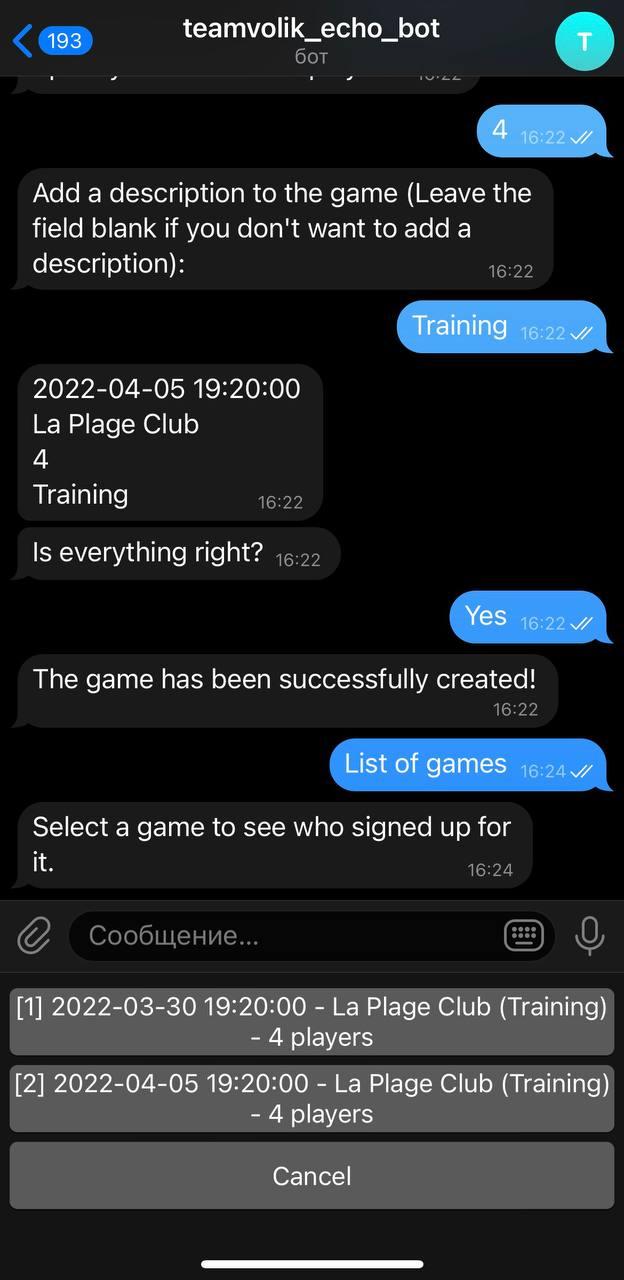 193
teamvolik_echo_bot
бот
T
16:22
4 16:22
Add a description to the game (Leave the
field blank if you don't want to add a
description):
16:22
Training 16:22
2022-04-05 19:20:00
La Plage Club
4
Training 16:22
Is everything right? 16:22
Yes 16:22
The game has been successfully created!
16:22
List of games 16:24
Select a game to see who signed up for
it. 16:24
Сообщение...
[1] 2022-03-30 19:20:00 - La Plage Club (Training)
- 4 players
[2] 2022-04-05 19:20:00 - La Plage Club (Training)
- 4 players
Cancel